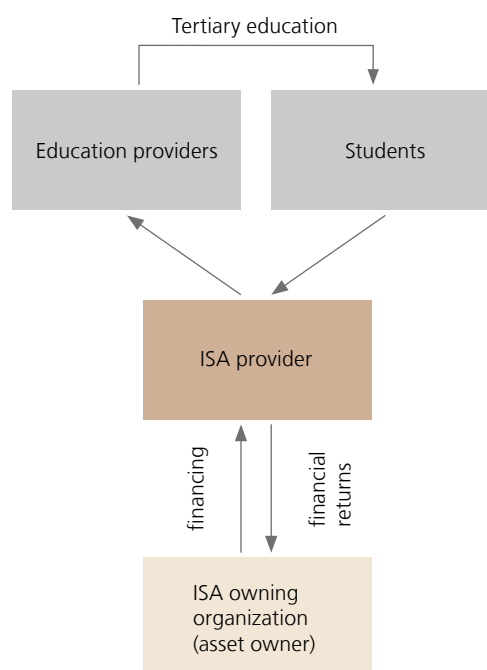 Tertiary education
Education providers
Students
ISA provider
financing
financial
returns
ISA owning
organization
(asset owner)